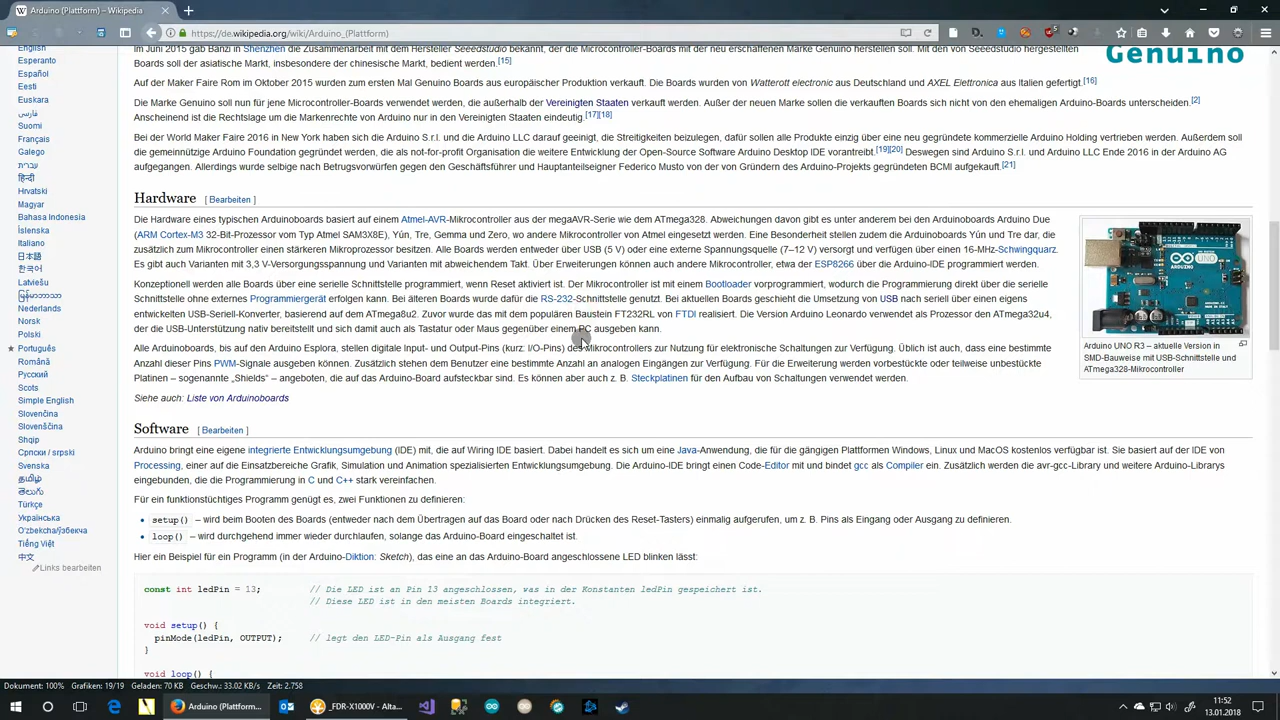 Arduino (Plattform) – Wikipedia
https://de.wikipedia.org/wiki/Arduino_(Plattform)
English
Esperanto
Español
Eesti
Euskara
فارسی
Suomi
Français
Galego
עברית
हिन्दी
Hrvatski
Magyar
Bahasa Indonesia
Íslenska
Italiano
日本語
한국어
Latviešu
မြန်မာဘာသာ
Nederlands
Norsk
Polski
Português
Română
Русский
Scots
Simple English
Slovenčina
Slovenščina
Shqip
Српски / srpski
Svenska
தமிழ்
తెలుగు
Türkçe
Українська
Oʻzbekcha/ўзбекча
Tiếng Việt
中文
Links bearbeiten
Im Juni 2015 gab Banzi in Shenzhen die Zusammenarbeit mit dem Hersteller Seeedstudio bekannt, der die Microcontroller-Boards mit der neu erschaffenen Marke Genuino herstellen soll. Mit den von Seeedstudio hergestellten
Boards soll der asiatische Markt, insbesondere der chinesische Markt, bedient werden.[15]
Genuino
Auf der Maker Faire Rom im Oktober 2015 wurden zum ersten Mal Genuino Boards aus europäischer Produktion verkauft. Die Boards wurden von Watterott electronic aus Deutschland und AXEL Elettronica aus Italien gefertigt.[16]
Die Marke Genuino soll nun für jene Microcontroller-Boards verwendet werden, die außerhalb der Vereinigten Staaten verkauft werden. Außer der neuen Marke sollen die verkauften Boards sich nicht von den ehemaligen Arduino-Boards unterscheiden.[2]
Anscheinend ist die Rechtslage um die Markenrechte von Arduino nur in den Vereinigten Staaten eindeutig.[17][18]
Bei der World Maker Faire 2016 in New York haben sich die Arduino S.r.l. und die Arduino LLC darauf geeinigt, die Streitigkeiten beizulegen, dafür sollen alle Produkte einzig über eine neu gegründete kommerzielle Arduino Holding vertrieben werden. Außerdem soll
die gemeinnützige Arduino Foundation gegründet werden, die als not-for-profit Organisation die weitere Entwicklung der Open-Source Software Arduino Desktop IDE vorantreibt.[19][20] Deswegen sind Arduino S.r.l. und Arduino LLC Ende 2016 in der Arduino AG
aufgegangen. Allerdings wurde selbige nach Betrugsvorwürfen gegen den Geschäftsführer und Hauptanteilseigner Federico Musto von der von Gründern des Arduino-Projekts gegründeten BCMI aufgekauft.[21]
Hardware [ Bearbeiten ]
Die Hardware eines typischen Arduinoboards basiert auf einem Atmel-AVR-Mikrocontroller aus der megaAVR-Serie wie dem ATmega328. Abweichungen davon gibt es unter anderem bei den Arduinoboards Arduino Due
(ARM Cortex-M3 32-Bit-Prozessor vom Typ Atmel SAM3X8E), Yún, Tre, Gemma und Zero, wo andere Mikrocontroller von Atmel eingesetzt werden. Eine Besonderheit stellen zudem die Arduinoboards Yún und Tre dar, die
zusätzlich zum Mikrocontroller einen stärkeren Mikroprozessor besitzen. Alle Boards werden entweder über USB (5 V) oder eine externe Spannungsquelle (7–12 V) versorgt und verfügen über einen 16-MHz-Schwingquarz.
Es gibt auch Varianten mit 3,3 V-Versorgungsspannung und Varianten mit abweichendem Takt. Über Erweiterungen können auch andere Mikrocontroller, etwa der ESP8266 über die Arduino-IDE programmiert werden.
Konzeptionell werden alle Boards über eine serielle Schnittstelle programmiert, wenn Reset aktiviert ist. Der Mikrocontroller ist mit einem Bootloader vorprogrammiert, wodurch die Programmierung direkt über die serielle
Schnittstelle ohne externes Programmiergerät erfolgen kann. Bei älteren Boards wurde dafür die RS-232-Schnittstelle genutzt. Bei aktuellen Boards geschieht die Umsetzung von USB nach seriell über einen eigens
entwickelten USB-Seriell-Konverter, basierend auf dem ATmega8u2. Zuvor wurde das mit dem populären Baustein FT232RL von FTDI realisiert. Die Version Arduino Leonardo verwendet als Prozessor den ATmega32u4,
der die USB-Unterstützung nativ bereitstellt und sich damit auch als Tastatur oder Maus gegenüber einem PC ausgeben kann.
Alle Arduinoboards, bis auf den Arduino Esplora, stellen digitale Input- und Output-Pins (kurz: I/O-Pins) des Mikrocontrollers zur Nutzung für elektronische Schaltungen zur Verfügung. Üblich ist auch, dass eine bestimmte
Anzahl dieser Pins PWM-Signale ausgeben können. Zusätzlich stehen dem Benutzer eine bestimmte Anzahl an analogen Eingängen zur Verfügung. Für die Erweiterung werden vorbestückte oder teilweise unbestückte
Platinen – sogenannte „Shields“ – angeboten, die auf das Arduino-Board aufsteckbar sind. Es können aber auch z. B. Steckplatinen für den Aufbau von Schaltungen verwendet werden.
Siehe auch: Liste von Arduinoboards
ARDUINO
UNO
Arduino UNO R3 – aktuelle Version in
SMD-Bauweise mit USB-Schnittstelle und
ATmega328-Mikrocontroller
Software [ Bearbeiten ]
Arduino bringt eine eigene integrierte Entwicklungsumgebung (IDE) mit, die auf Wiring IDE basiert. Dabei handelt es sich um eine Java-Anwendung, die für die gängigen Plattformen Windows, Linux und MacOS kostenlos verfügbar ist. Sie basiert auf der IDE von
Processing, einer auf die Einsatzbereiche Grafik, Simulation und Animation spezialisierten Entwicklungsumgebung. Die Arduino-IDE bringt einen Code-Editor mit und bindet gcc als Compiler ein. Zusätzlich werden die avr-gcc-Library und weitere Arduino-Librarys
eingebunden, die die Programmierung in C und C++ stark vereinfachen.
Für ein funktionstüchtiges Programm genügt es, zwei Funktionen zu definieren:
setup() – wird beim Booten des Boards (entweder nach dem Übertragen auf das Board oder nach Drücken des Reset-Tasters) einmalig aufgerufen, um z. B. Pins als Eingang oder Ausgang zu definieren.
loop() – wird durchgehend immer wieder durchlaufen, solange das Arduino-Board eingeschaltet ist.
Hier ein Beispiel für ein Programm (in der Arduino-Diktion: Sketch), das eine an das Arduino-Board angeschlossene LED blinken lässt:
const int ledPin = 13; // Die LED ist an Pin 13 angeschlossen, was in der Konstanten ledPin gespeichert ist.
// Diese LED ist in den meisten Boards integriert.
void setup() {
pinMode(ledPin, OUTPUT); // legt den LED-Pin als Ausgang fest
}
void loop() {
Dokument: 100% Grafiken: 19/19 Geladen: 70 KB Geschw.: 33.02 KB/s Zeit: 2.758
Arduino (Plattform...
_FDR-X1000V - Alta...
11:52
13.01.2018